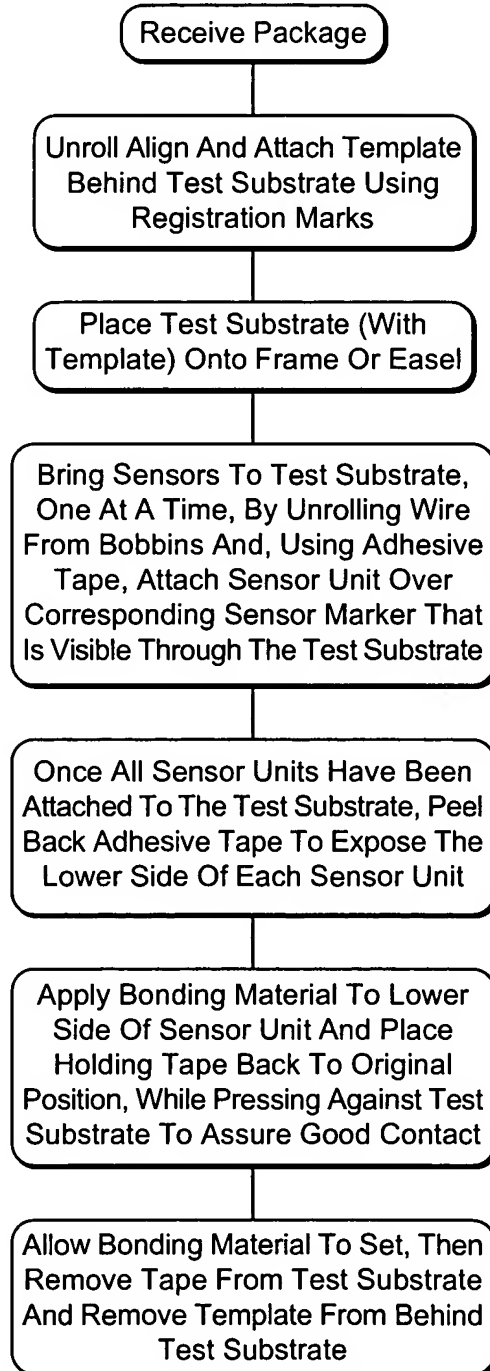 Receive Package
Unroll Align And Attach Template
Behind Test Substrate Using
Registration Marks
Place Test Substrate (With
Template) Onto Frame Or Easel
Bring Sensors To Test Substrate,
One At A Time, By Unrolling Wire
From Bobbins And, Using Adhesive
Tape, Attach Sensor Unit Over
Corresponding Sensor Marker That
Is Visible Through The Test Substrate
Once All Sensor Units Have Been
Attached To The Test Substrate, Peel
Back Adhesive Tape To Expose The
Lower Side Of Each Sensor Unit
Apply Bonding Material To Lower
Side Of Sensor Unit And Place
Holding Tape Back To Original
Position, While Pressing Against Test
Substrate To Assure Good Contact
Allow Bonding Material To Set, Then
Remove Tape From Test Substrate
And Remove Template From Behind
Test Substrate